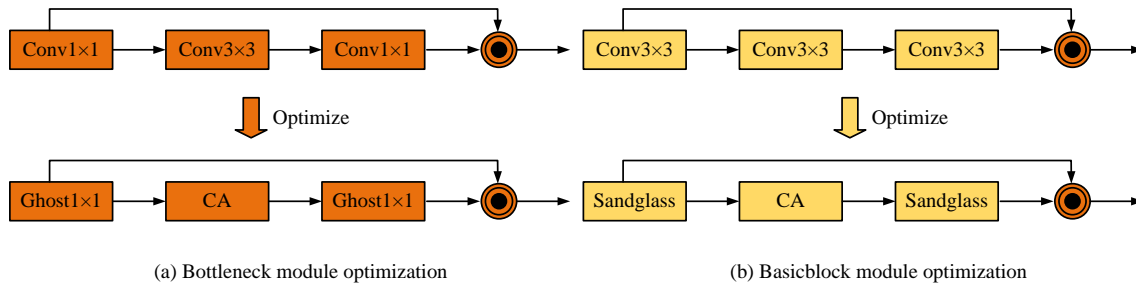 Conv1×1 Conv3×3 Conv1×1
Optimize
Ghost1×1 CA Ghost1×1
(a) Bottleneck module optimization
Conv3×3 Conv3×3 Conv3×3
Optimize
Sandglass CA Sandglass
(b) Basicblock module optimization